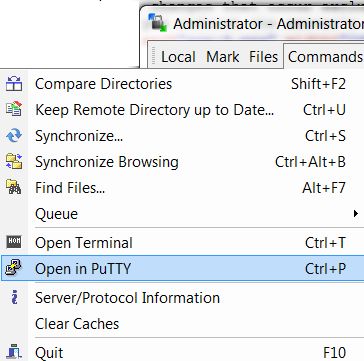 Administrator - Administrator
Local Mark Files Commands
Compare Directories Shift+F2
Keep Remote Directory up to Date... Ctrl+U
Synchronize... Ctrl+S
Synchronize Browsing Ctrl+Alt+B
Find Files... Alt+F7
Queue
Open Terminal Ctrl+T
Open in PuTTY Ctrl+P
Server/Protocol Information
Clear Caches
Quit F10